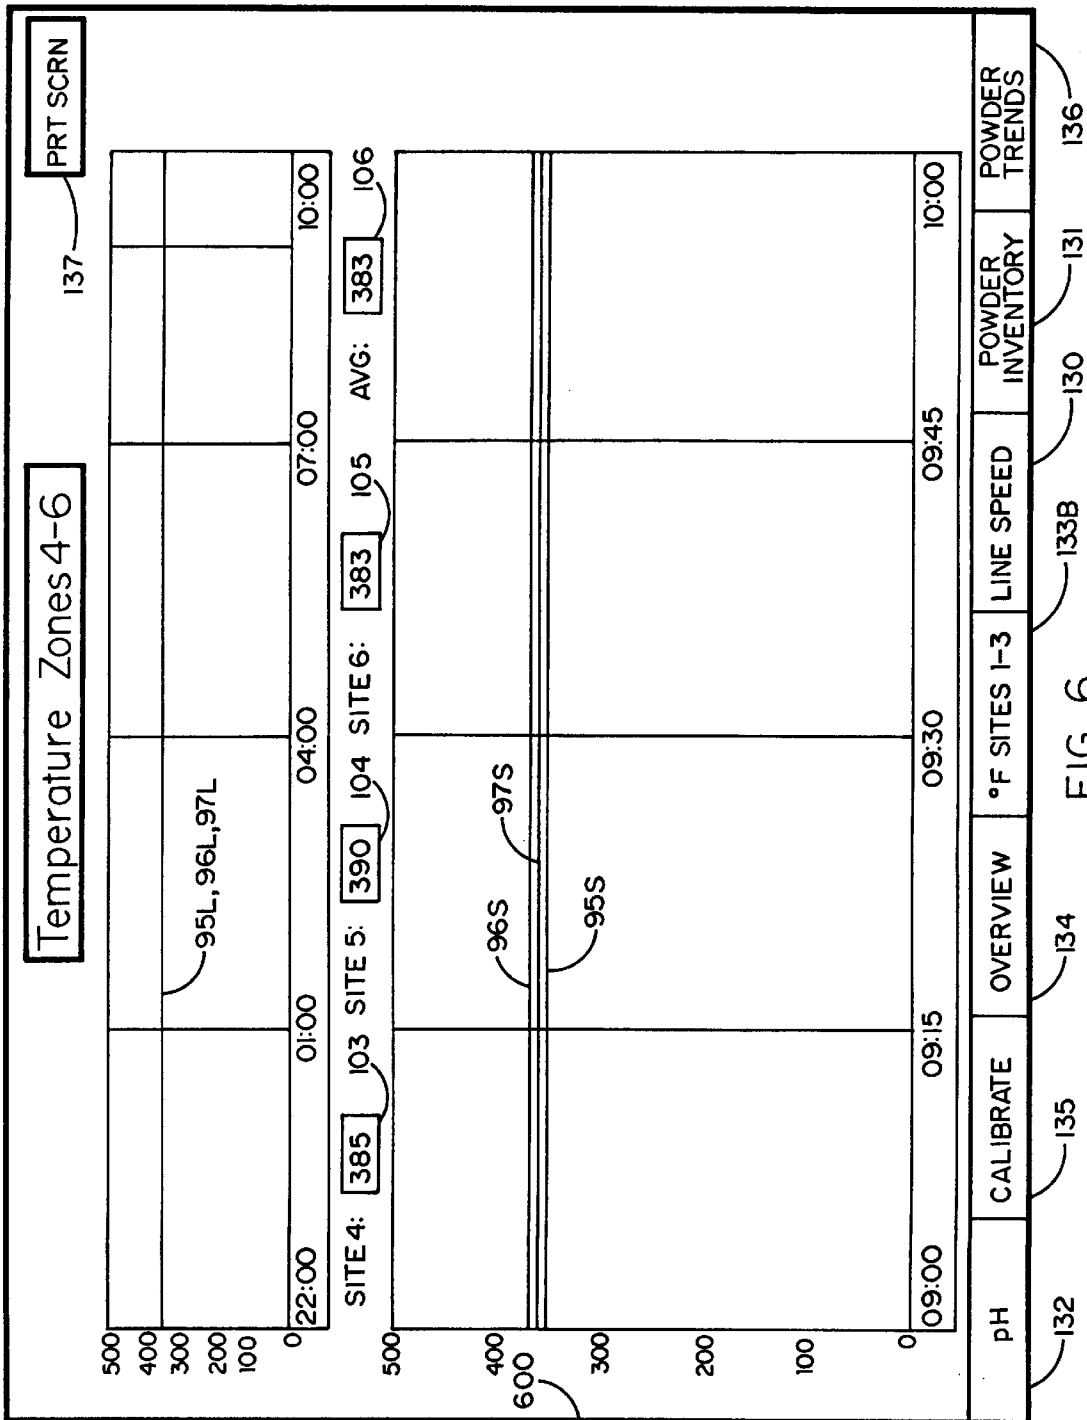 Temperature Zones 4-6
PRT SCRN
137
500
400
300
200
100
0
95L, 96L, 97L
22:00
01:00
04:00
07:00
10:00
SITE 4: 385 103 SITE 5: 390 104 SITE 6: 383 105 AVG: 383 106
500
400
300
200
100
0
600
96S
97S
95S
09:00
09:15
09:30
09:45
10:00
pH
CALIBRATE
OVERVIEW
°F SITES 1-3
LINE SPEED
POWDER
INVENTORY
POWDER
TRENDS
132
135
134
133B
130
131
136
FIG. 6